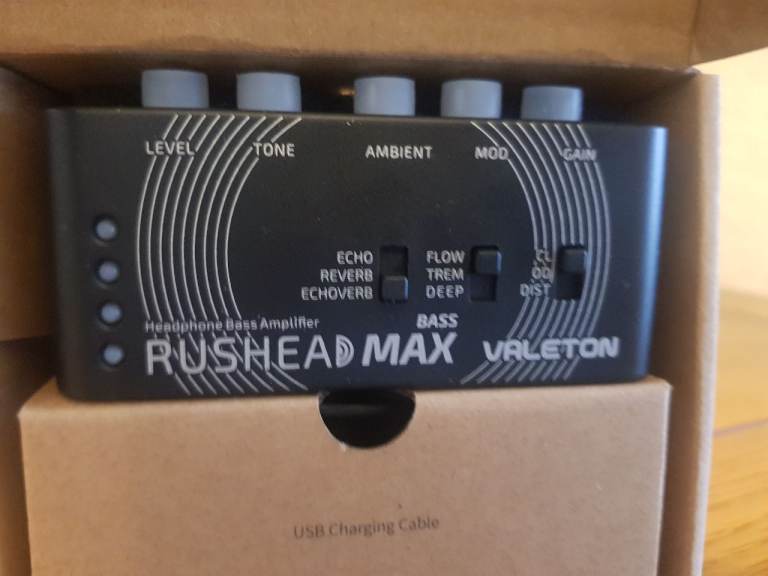 LEVEL TONE AMBIENT MOD GAIN
ECHO FLOW CL
REVERB TREM OD
ECHOVERB DEEP DIST
Headphone Bass Amplifier BASS
RUSHEAD MAX VALETON
USB Charging Cable